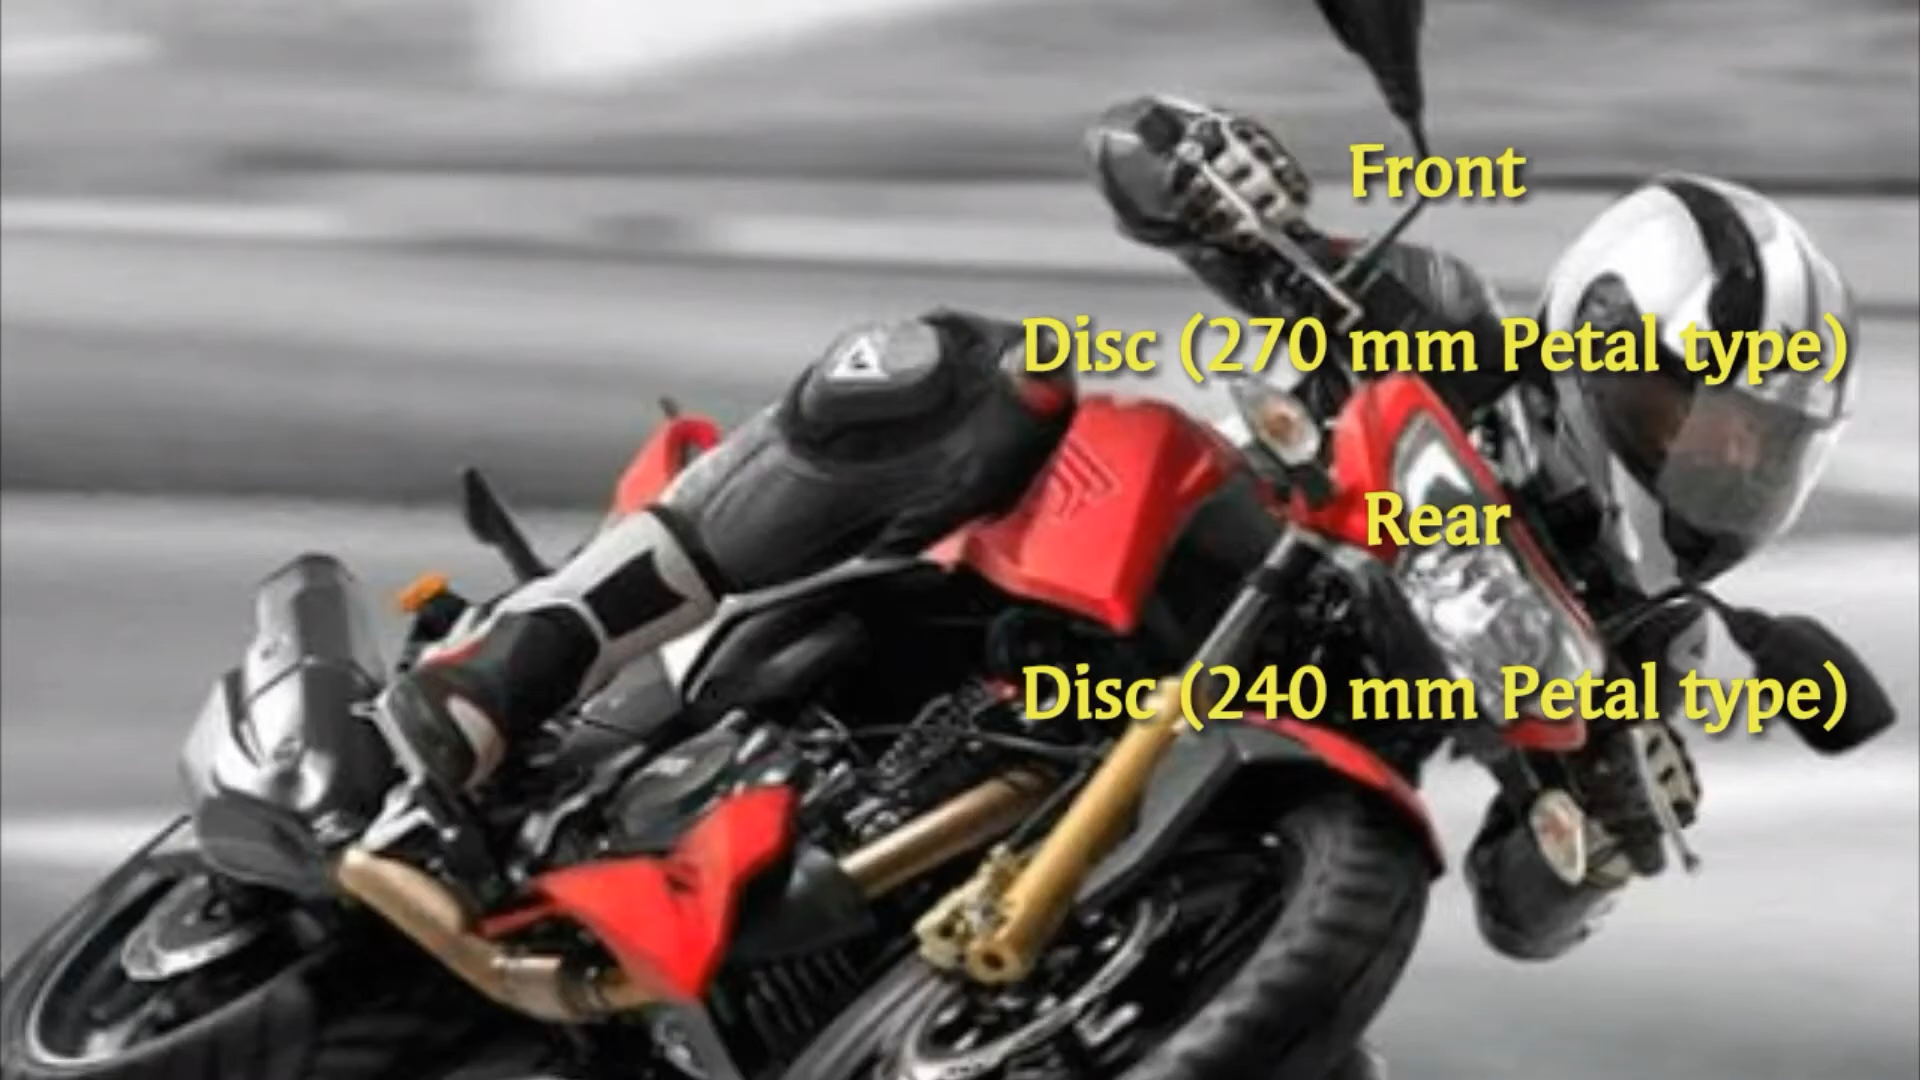 Front
Disc (270 mm Petal type)
Rear
Disc (240 mm Petal type)